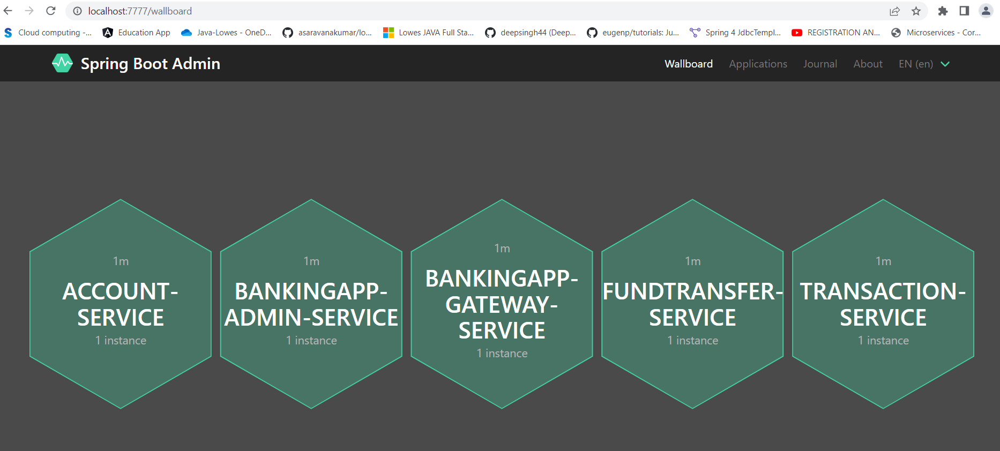 localhost:7777/wallboard
Cloud computing -... Education App Java-Lowes - OneD... asaravanakumar/lo... Lowes JAVA Full Sta... deepsingh44 (Deep... eugenp/tutorials: Ju... Spring 4 JdbcTempl... REGISTRATION AN... Microservices - Cor...
Spring Boot Admin
Wallboard Applications Journal About EN (en)
1m
ACCOUNT-
SERVICE
1 instance
1m
BANKINGAPP-
ADMIN-SERVICE
1 instance
1m
BANKINGAPP-
GATEWAY-
SERVICE
1 instance
1m
FUNDTRANSFER-
SERVICE
1 instance
1m
TRANSACTION-
SERVICE
1 instance